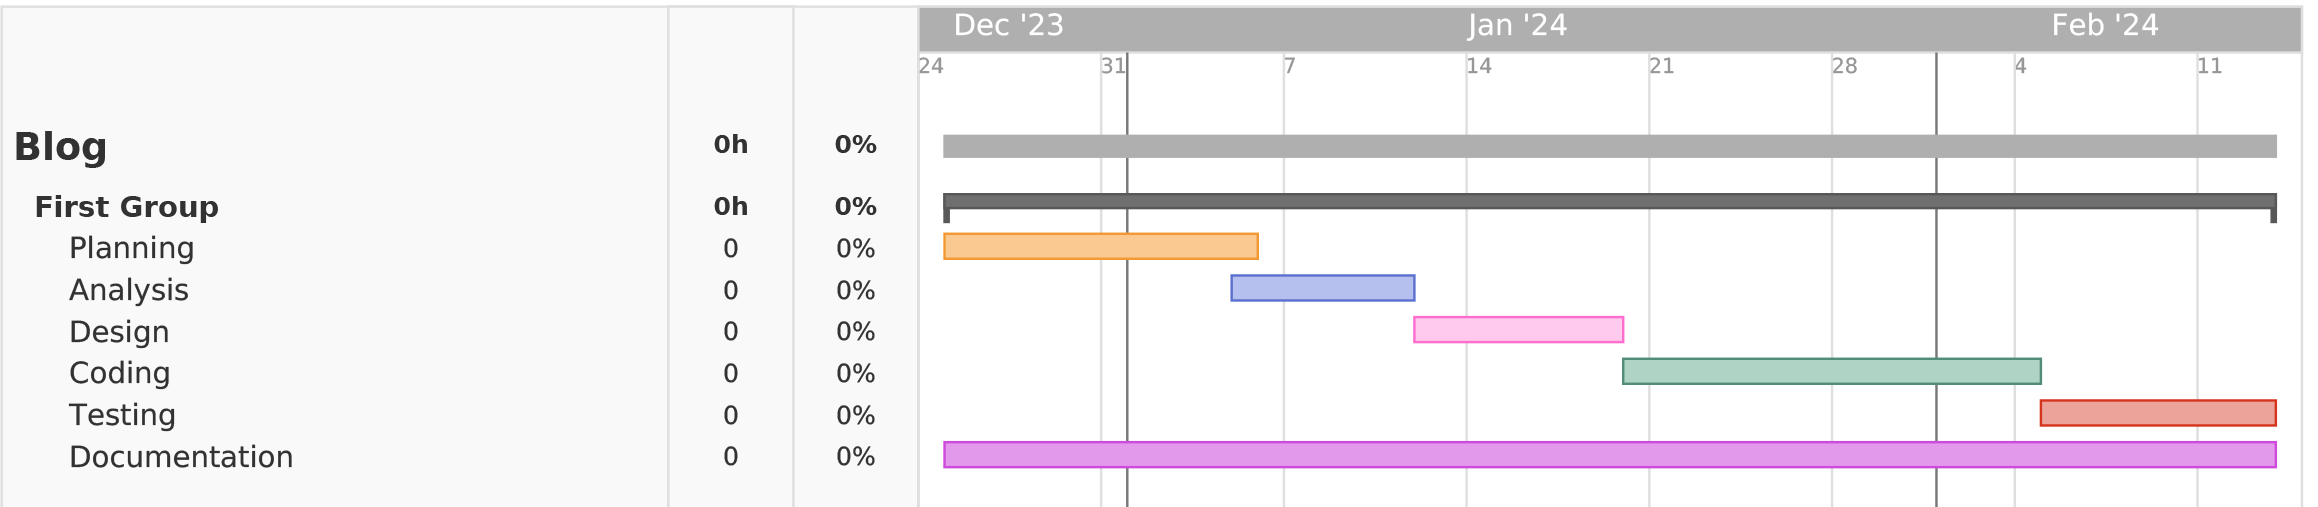 Dec '23 Jan '24 Feb '24
24 31 7 14 21 28 4 11
Blog 0h 0%
First Group 0h 0%
Planning 0 0%
Analysis 0 0%
Design 0 0%
Coding 0 0%
Testing 0 0%
Documentation 0 0%